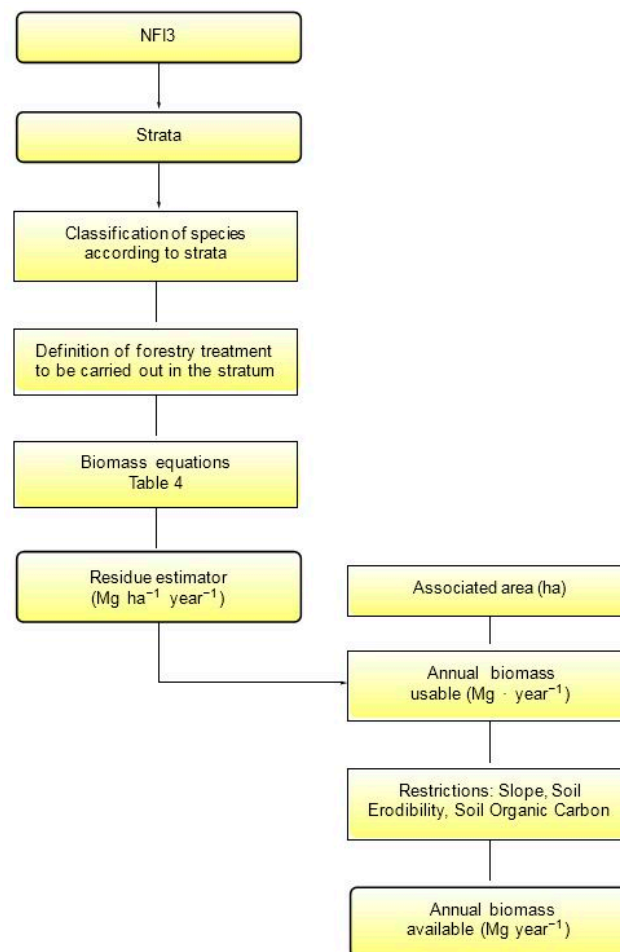 NFI3
Strata
Classification of species
according to strata
Definition of forestry treatment
to be carried out in the stratum
Biomass equations
Table 4
Residue estimator
(Mg ha⁻¹ year⁻¹)
Associated area (ha)
Annual biomass
usable (Mg · year⁻¹)
Restrictions: Slope, Soil
Erodibility, Soil Organic Carbon
Annual biomass
available (Mg year⁻¹)